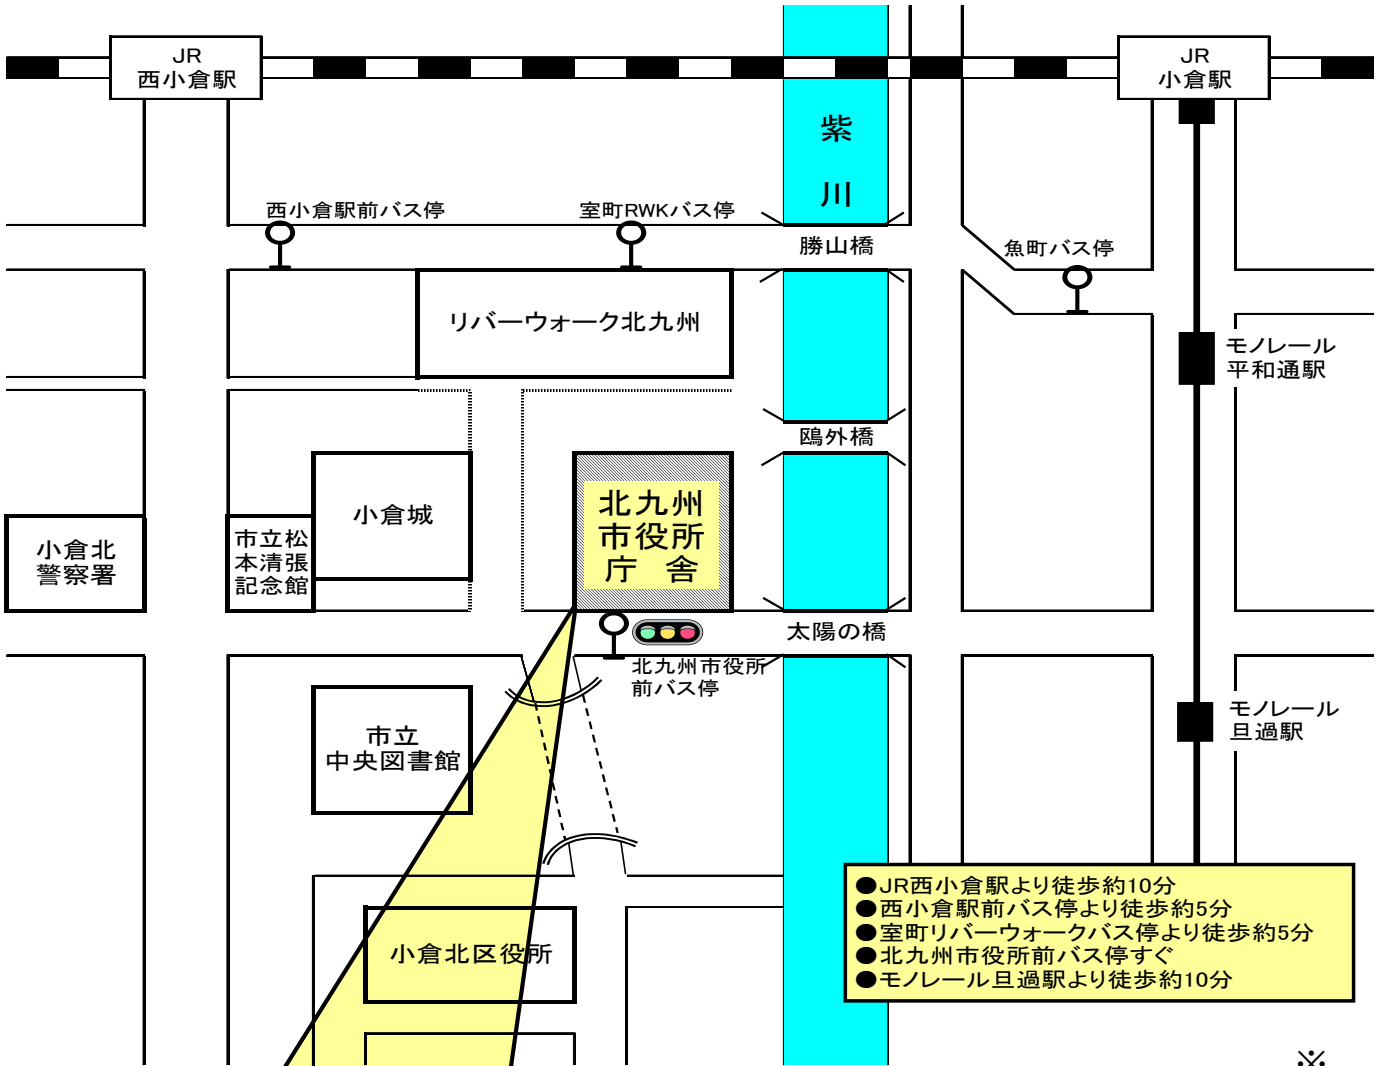 JR
西小倉駅
JR
小倉駅
紫
川
西小倉駅前バス停
室町RWKバス停
勝山橋
魚町バス停
リバーウォーク北九州
モノレール
平和通駅
鴎外橋
小倉城
北九州
市役所
庁 舎
小倉北
警察署
市立松
本清張
記念館
太陽の橋
北九州市役所
前バス停
モノレール
旦過駅
市立
中央図書館
小倉北区役所
●JR西小倉駅より徒歩約10分
●西小倉駅前バス停より徒歩約5分
●室町リバーウォークバス停より徒歩約5分
●北九州市役所前バス停すぐ
●モノレール旦過駅より徒歩約10分
※